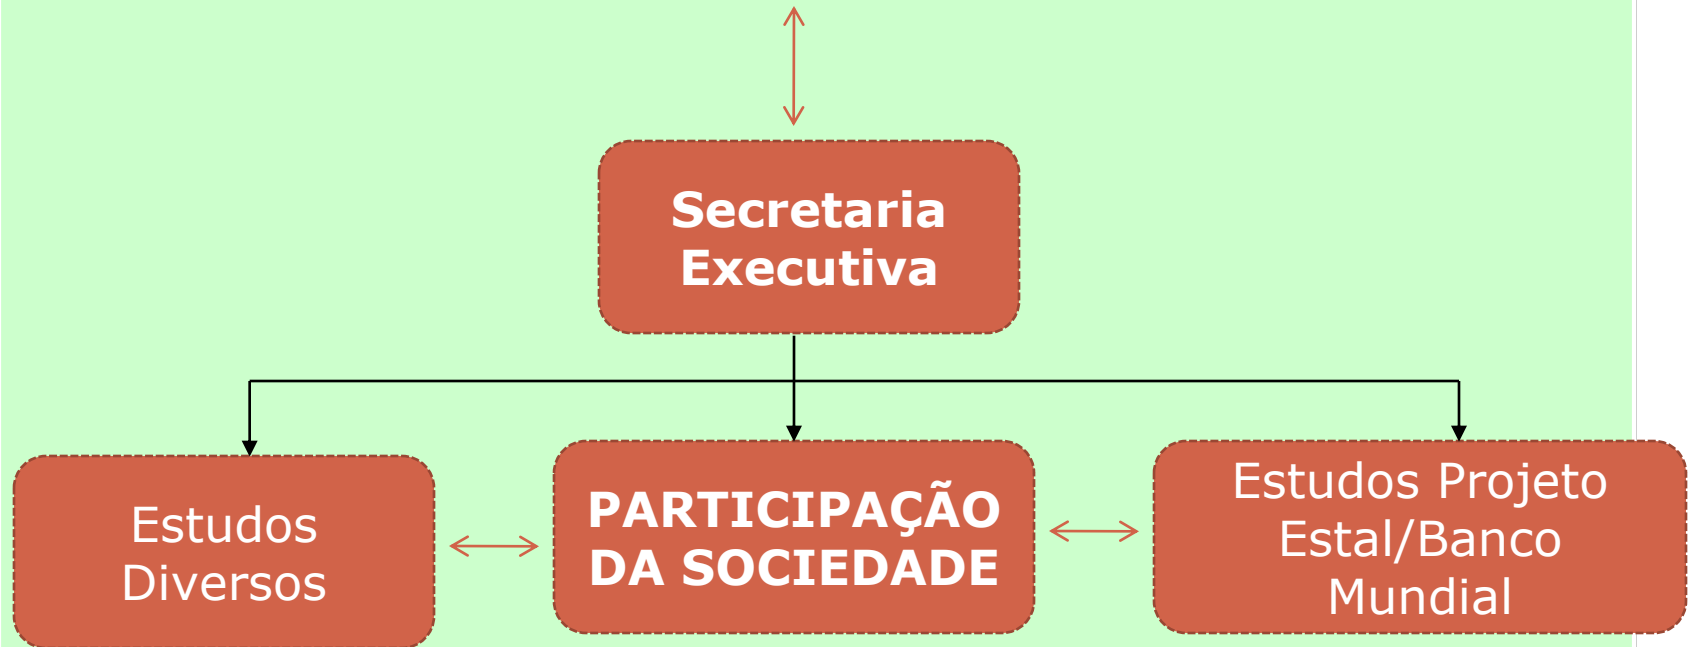 Secretaria
Executiva
Estudos
Diversos
PARTICIPAÇÃO
DA SOCIEDADE
Estudos Projeto
Estal/Banco
Mundial